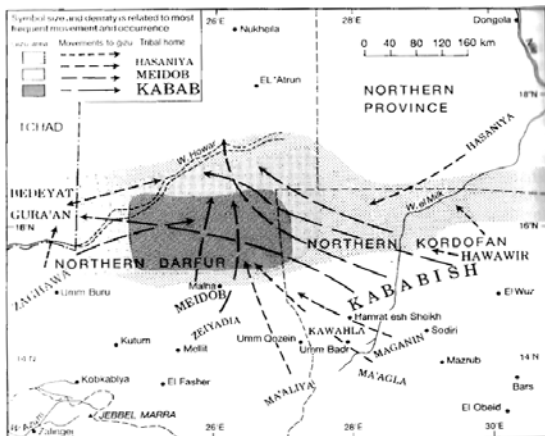 Symbol size and density is related to most
frequent movement and occurrence
Movements to gizu Tribal home
HASANIYA
MEIDOB
KABAB
26 E
28 E
Nukheila
EL 'Atrun
Dongola
0 40 80 120 160 km
18°N
NORTHERN
PROVINCE
TCHAD
HASANIYA
W. Howar
BEDEYAT
GURA'AN
W. el Milk
16 N
16 N
NORTHERN KORDOFAN
HAWAWIR
NORTHERN DARFUR
KABABISH
ZAGHAWA
Umm Buru
Malha
MEIDOB
ZEIYADIA
El Wuz
Hamrat esh Sheikh
KAWAHLA
Umm Qozein
Umm Badr
MAGANIN
Sodiri
Kutum
Mellit
14 N
14 N
MA'AGLA
Mazrub
MA'ALIYA
Kobkabiya
El Fasher
Bars
JEBBEL MARRA
El Obeid
Zalingei
26 E
28 E
30 E